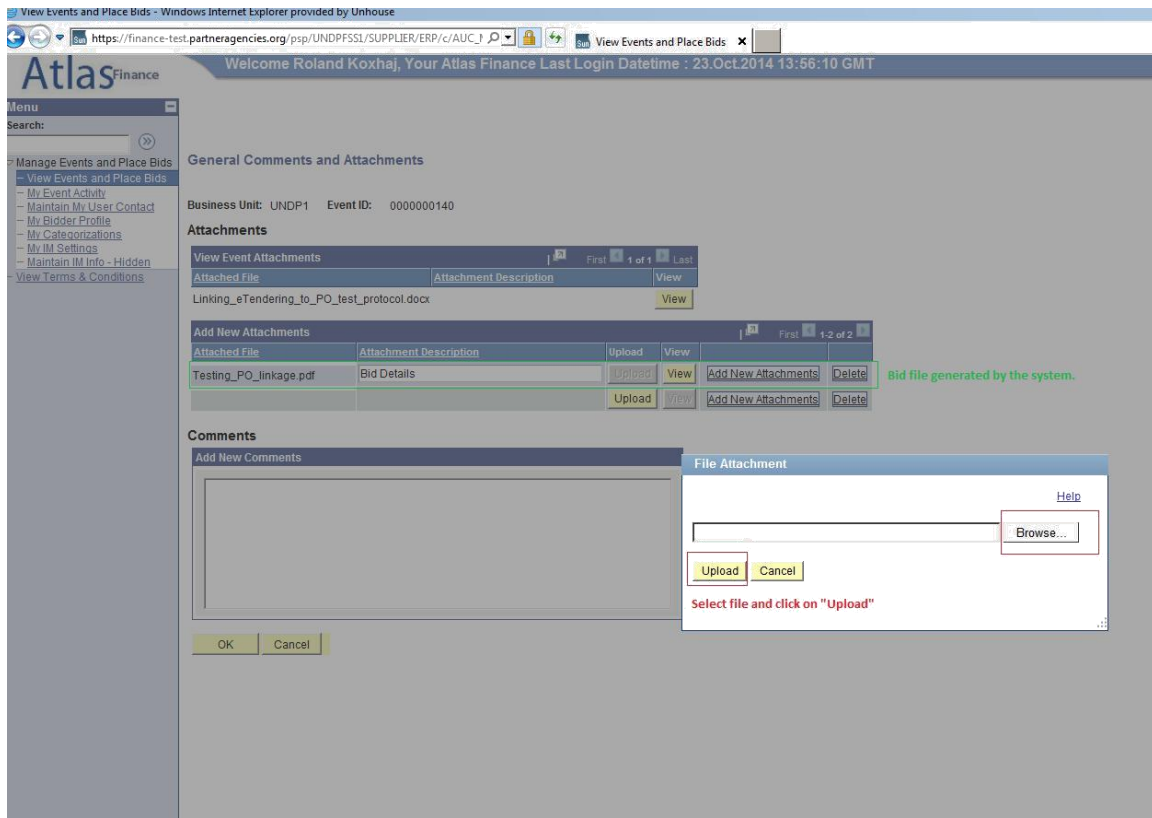 View Events and Place Bids - Windows Internet Explorer provided by Unhouse
https://finance-test.partneragencies.org/psp/UNDPFSS1/SUPPLIER/ERP/c/AUC_
View Events and Place Bids
Atlas Finance
Welcome Roland Koxhaj, Your Atlas Finance Last Login Datetime : 23.Oct.2014 13:56:10 GMT
Menu
Search:
Manage Events and Place Bids
– View Events and Place Bids
– My Event Activity
– Maintain My User Contact
– My Bidder Profile
– My Categorizations
– My IM Settings
– Maintain IM Info - Hidden
– View Terms & Conditions
General Comments and Attachments
Business Unit: UNDP1 Event ID: 0000000140
Attachments
View Event Attachments First 1 of 1 Last
Attached File Attachment Description View
Linking_eTendering_to_PO_test_protocol.docx View
Add New Attachments First 1-2 of 2
Attached File Attachment Description Upload View
Testing_PO_linkage.pdf Bid Details Upload View Add New Attachments Delete Bid file generated by the system.
Upload View Add New Attachments Delete
Comments
Add New Comments
File Attachment
Help
Browse...
Upload Cancel
Select file and click on "Upload"
OK Cancel